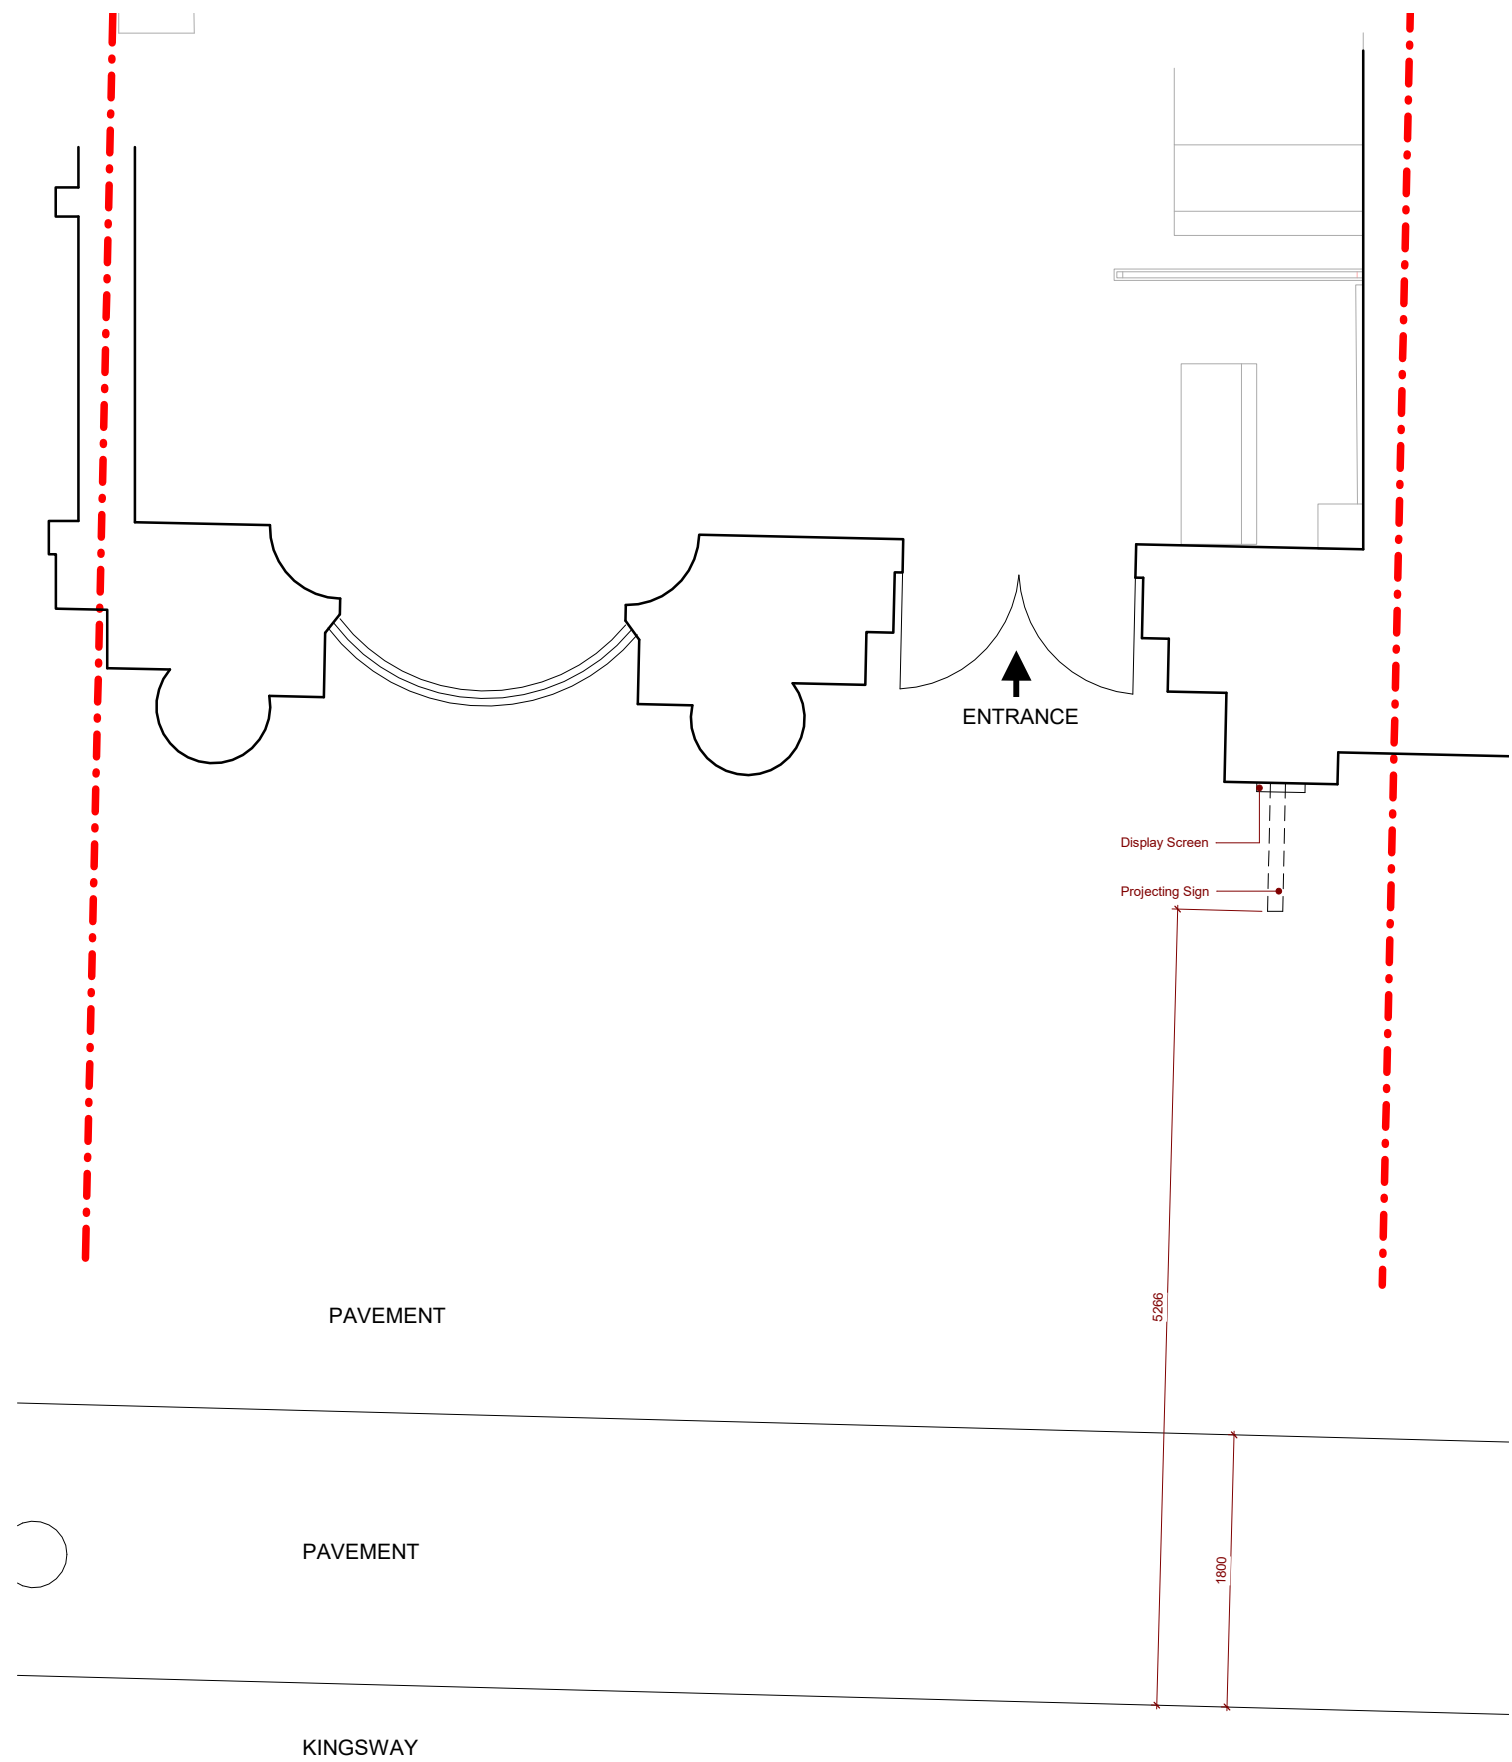 ENTRANCE
Display Screen
Projecting Sign
5266
PAVEMENT
PAVEMENT
1800
KINGSWAY